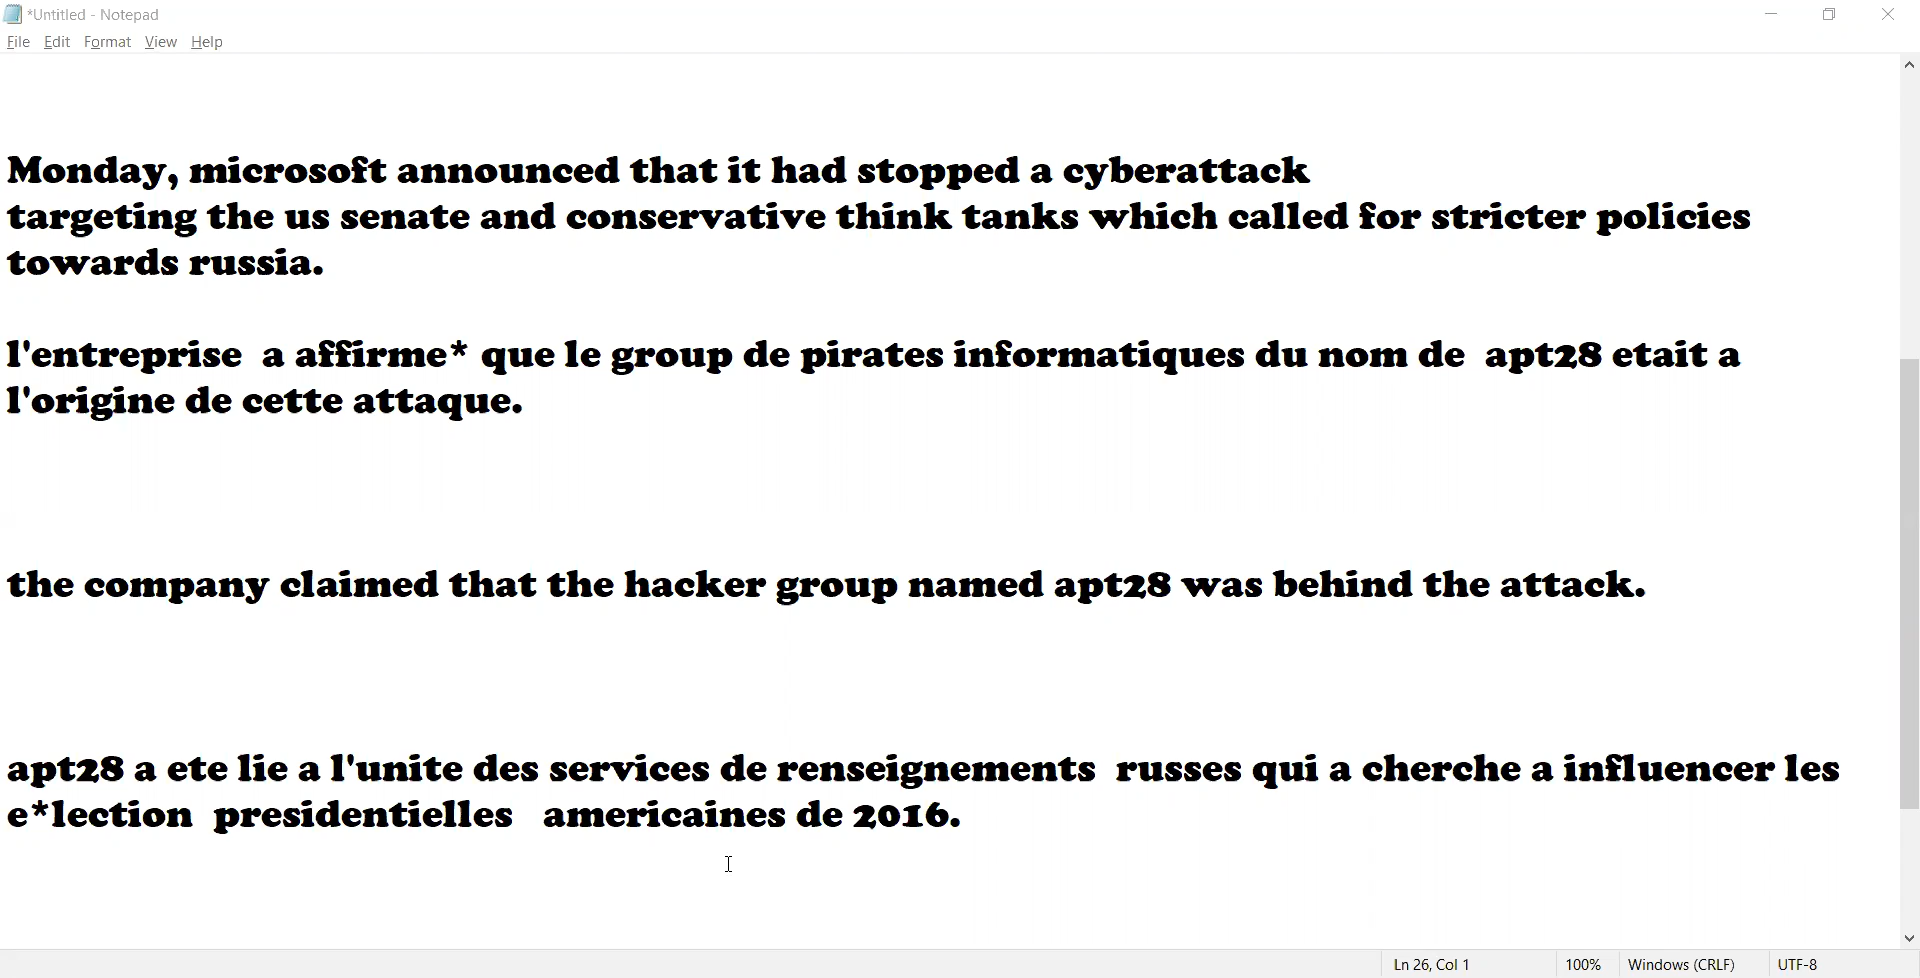 *Untitled - Notepad
File Edit Format View Help
Monday, microsoft announced that it had stopped a cyberattack
targeting the us senate and conservative think tanks which called for stricter policies
towards russia.
l'entreprise a affirme* que le group de pirates informatiques du nom de apt28 etait a
l'origine de cette attaque.
the company claimed that the hacker group named apt28 was behind the attack.
apt28 a ete lie a l'unite des services de renseignements russes qui a cherche a influencer les
e*lection presidentielles americaines de 2016.
Ln 26, Col 1 100% Windows (CRLF) UTF-8